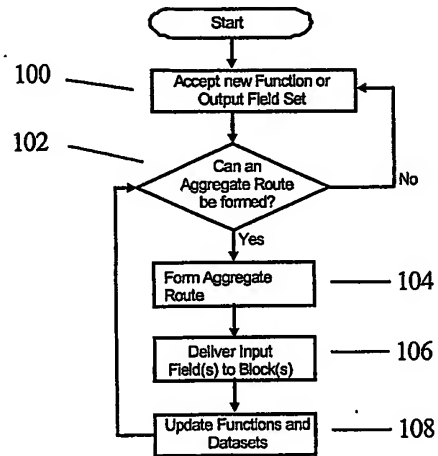 Start
100
Accept new Function or
Output Field Set
102
Can an
Aggregate Route
be formed?
No
Yes
Form Aggregate
Route
104
Deliver Input
Field(s) to Block(s)
106
Update Functions and
Datasets
108